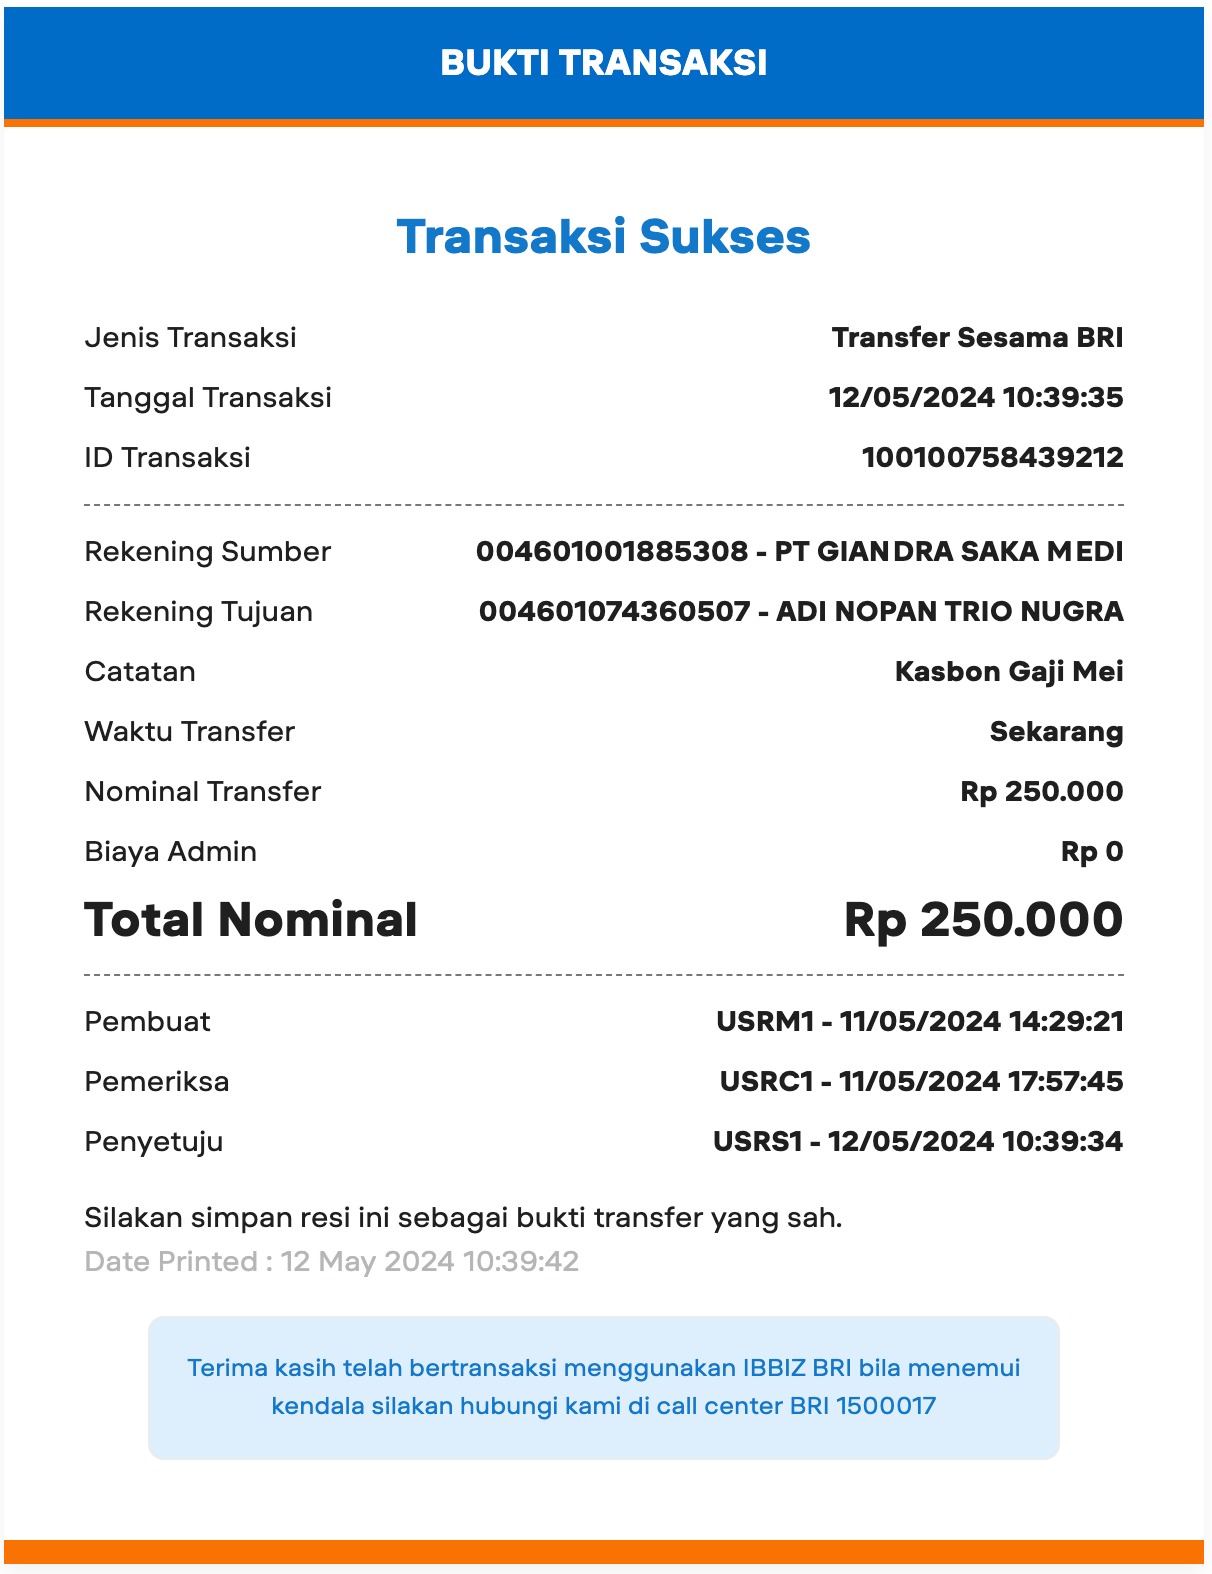 BUKTI TRANSAKSI
Transaksi Sukses
Jenis Transaksi Transfer Sesama BRI
Tanggal Transaksi 12/05/2024 10:39:35
ID Transaksi 100100758439212
Rekening Sumber 004601001885308 - PT GIANDRA SAKA MEDI
Rekening Tujuan 004601074360507 - ADI NOPAN TRIO NUGRA
Catatan Kasbon Gaji Mei
Waktu Transfer Sekarang
Nominal Transfer Rp 250.000
Biaya Admin Rp 0
Total Nominal Rp 250.000
Pembuat USRM1 - 11/05/2024 14:29:21
Pemeriksa USRC1 - 11/05/2024 17:57:45
Penyetuju USRS1 - 12/05/2024 10:39:34
Silakan simpan resi ini sebagai bukti transfer yang sah.
Date Printed : 12 May 2024 10:39:42
Terima kasih telah bertransaksi menggunakan IBBIZ BRI bila menemui
kendala silakan hubungi kami di call center BRI 1500017